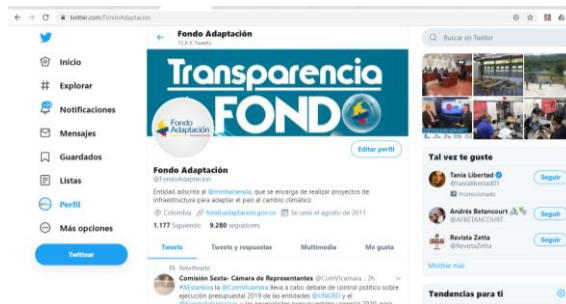 twitter.com/FondoAdaptacion
Inicio
Explorar
Notificaciones
Mensajes
Guardados
Listas
Perfil
Más opciones
Twittear
Fondo Adaptación
12,8 K Tweets
Transparencia
FONDO
Fondo
Adaptación
Editar perfil
Fondo Adaptación
@FondoAdaptacion
Entidad adscrita al @minhacienda, que se encarga de realizar proyectos de
infraestructura para adaptar el país al cambio climático
Colombia fondoadaptacion.gov.co Se unió el agosto de 2011
1.177 Siguiendo 9.280 seguidores
Tweets Tweets y respuestas Multimedia Me gusta
Comisión Sexta- Cámara de Representantes @ComVIcamara · 2h
#AEstaHora la @ComVIcamara lleva a cabo debate de control político sobre
ejecución presupuestal 2019 de las entidades @UNGRD y el
Buscar en Twitter
Tal vez te guste
Tania Libertad
@tanialibertad01
Promocionado
Seguir
Andrés Betancourt
@AFBETANCOURT
Seguir
Revista Zetta
@RevistaZetta
Seguir
Mostrar más
Tendencias para ti